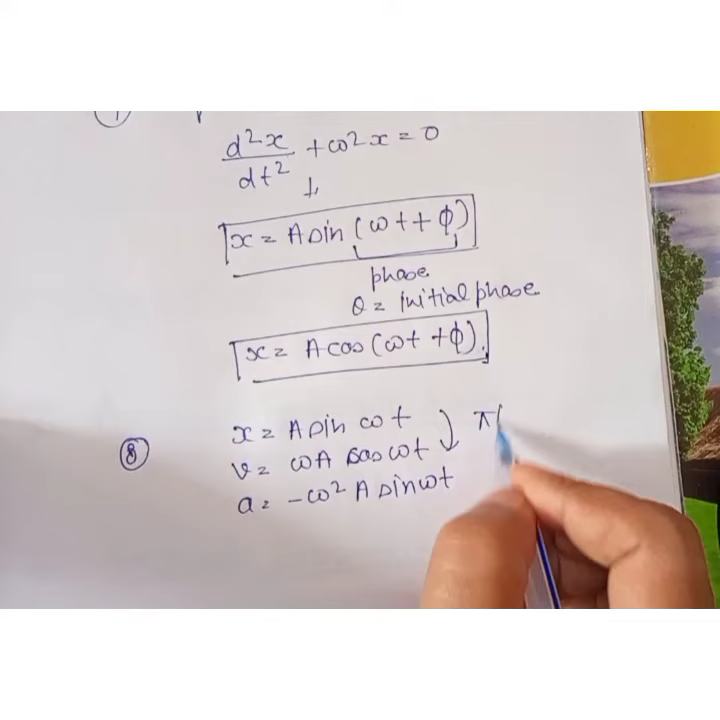 d²x/dt² + ω²x = 0
x = A sin (ωt + φ)
phase
θ = initial phase
x = A cos (ωt + φ)
x = A sin ωt
π/
⑧
v = ωA cos ωt
a = -ω² A sin ωt